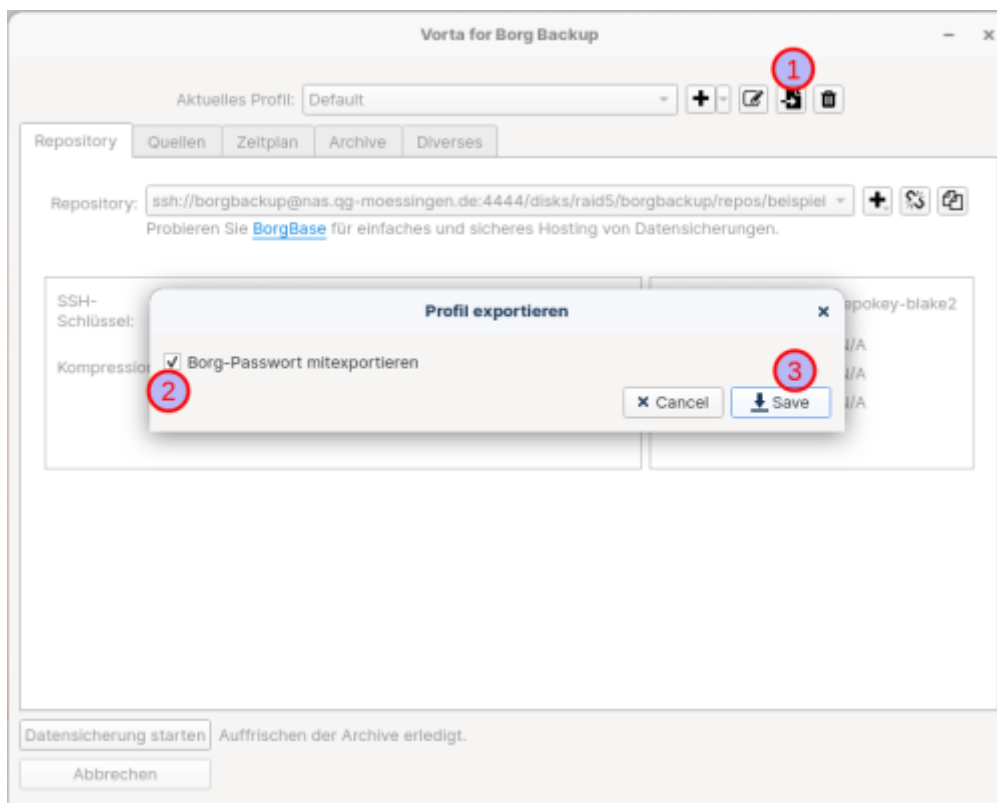 Vorta for Borg Backup
1
Aktuelles Profil: Default
Repository Quellen Zeitplan Archive Diverses
Repository: ssh://borgbackup@nas.qg-moessingen.de:4444/disks/raid5/borgbackup/repos/beispiel
Probieren Sie BorgBase für einfaches und sicheres Hosting von Datensicherungen.
SSH-
Schlüssel:
Profil exportieren
epokey-blake2
Kompression
Borg-Passwort mitexportieren
2
3
Cancel Save
N/A
N/A
N/A
Datensicherung starten Auffrischen der Archive erledigt.
Abbrechen